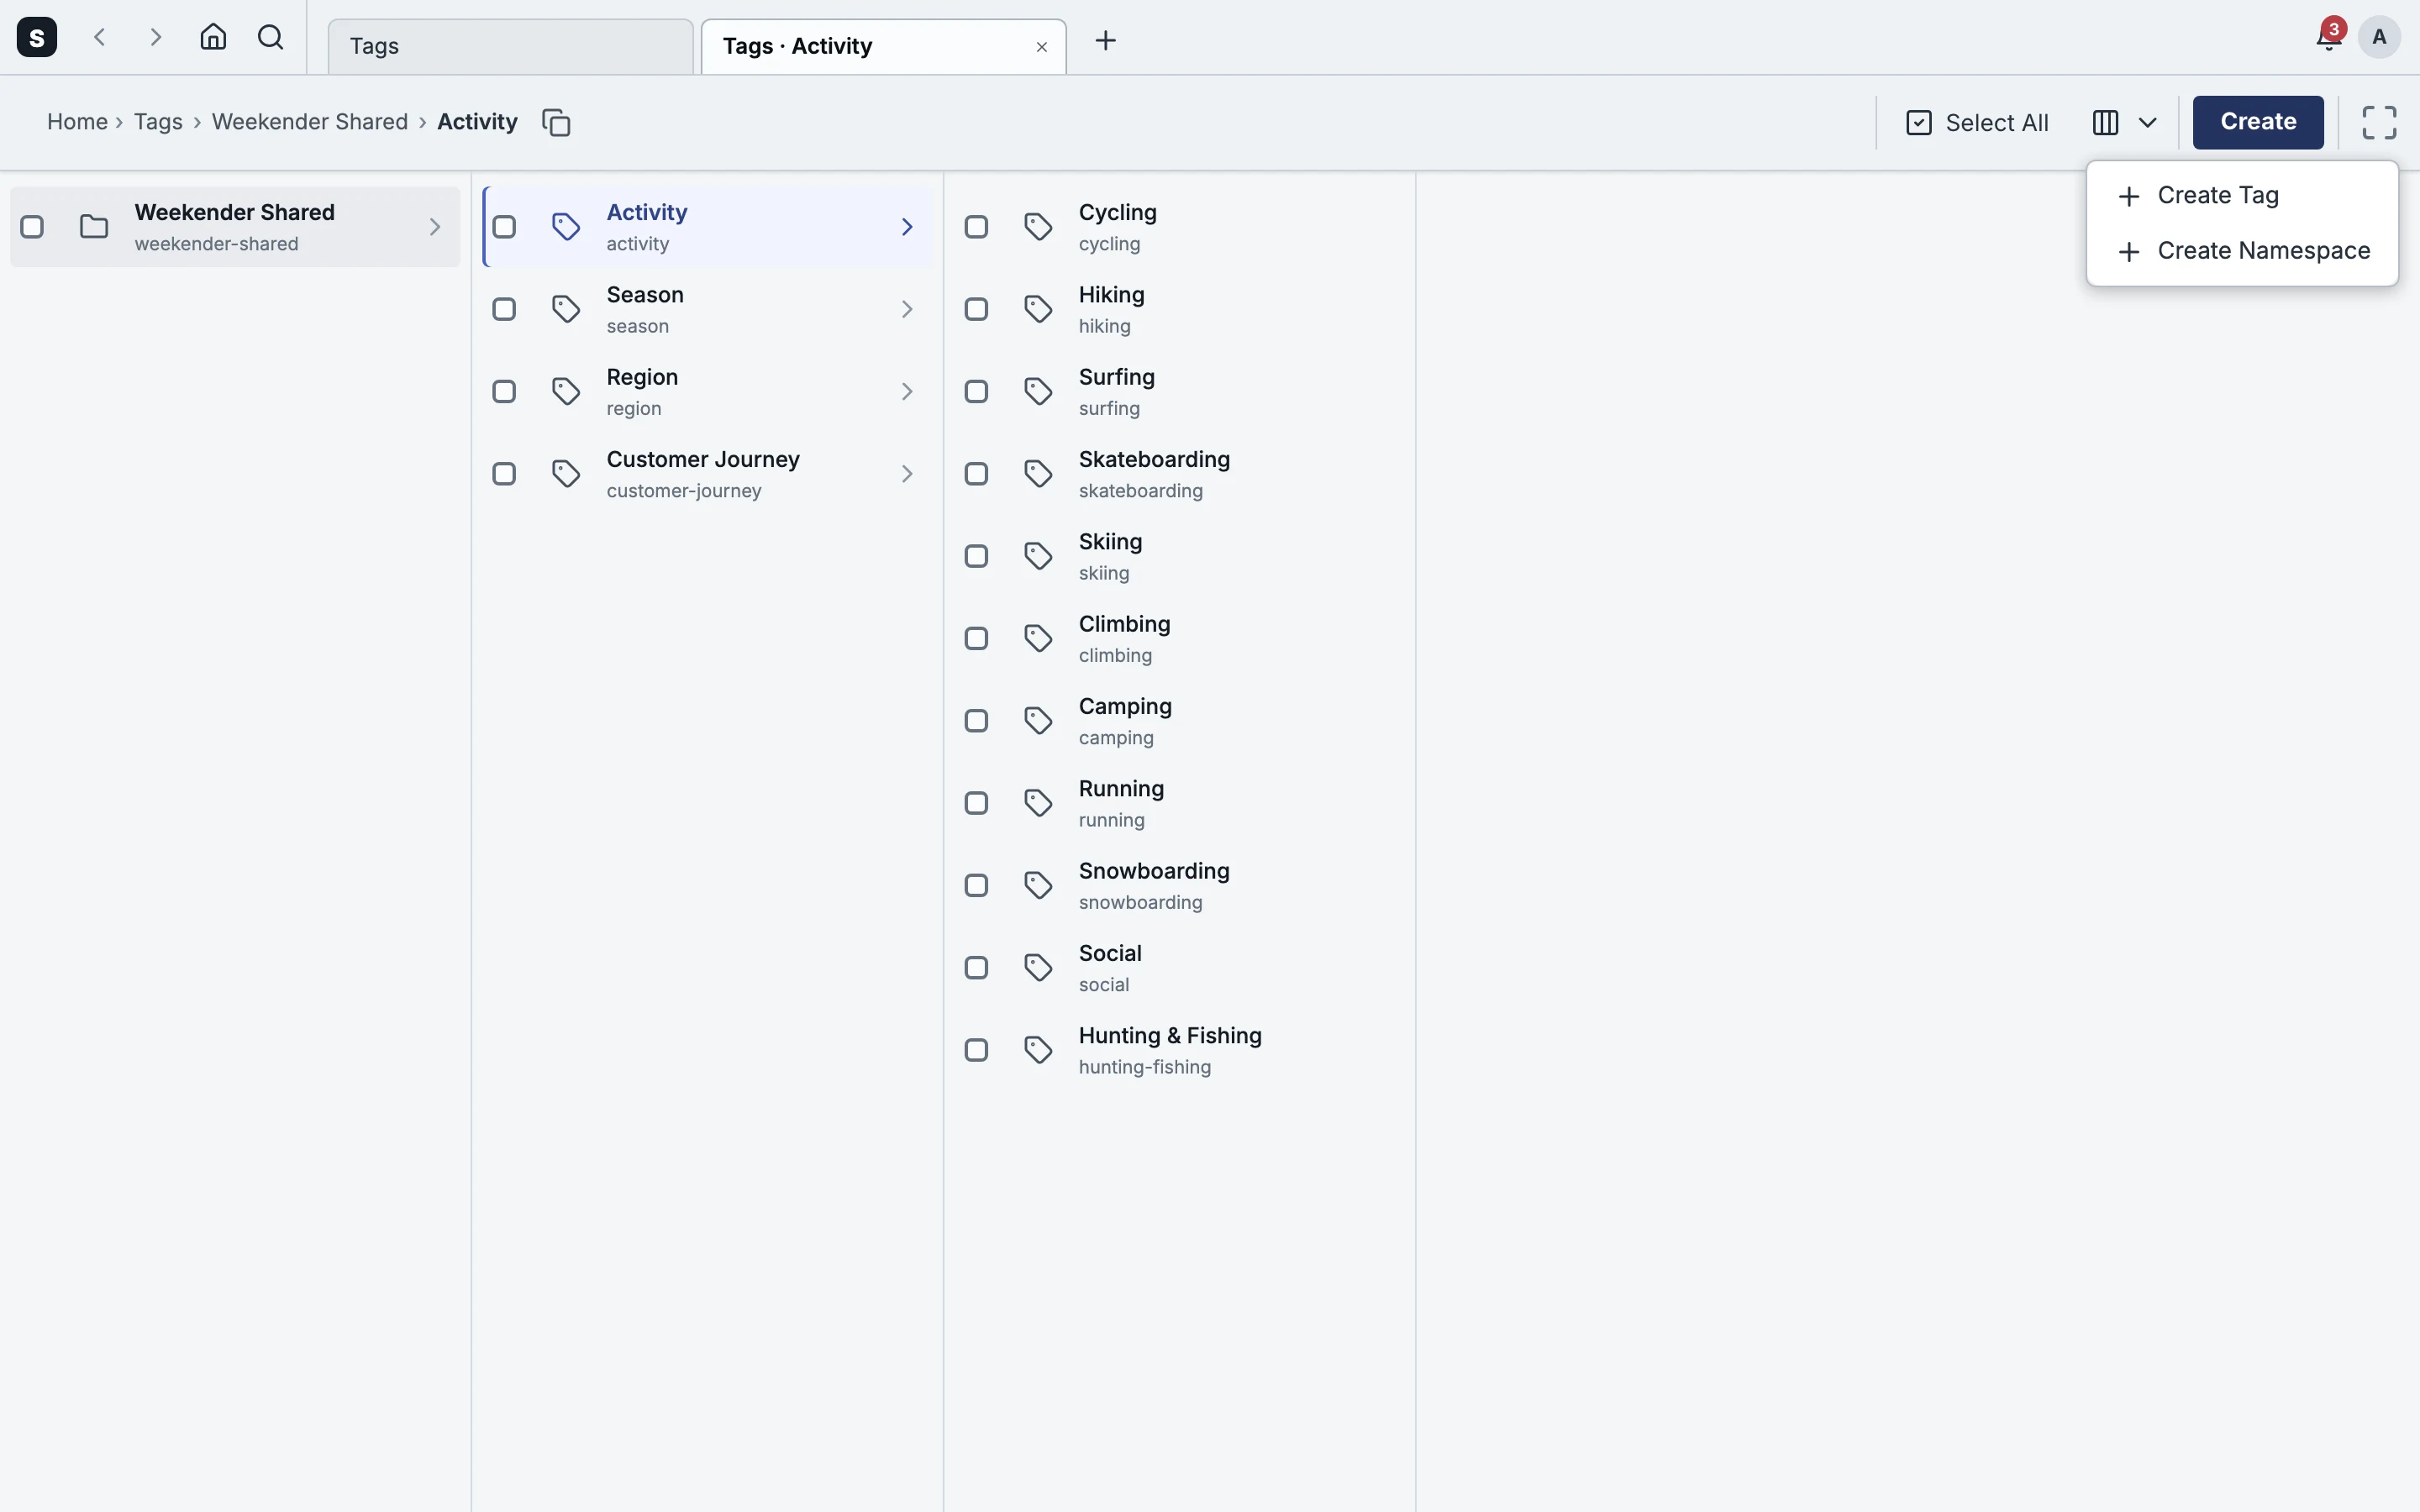 S
Tags
Tags · Activity
3
A
Home › Tags › Weekender Shared › Activity
Select All
Create
Create Tag
Create Namespace
Weekender Shared
weekender-shared
Activity
activity
Season
season
Region
region
Customer Journey
customer-journey
Cycling
cycling
Hiking
hiking
Surfing
surfing
Skateboarding
skateboarding
Skiing
skiing
Climbing
climbing
Camping
camping
Running
running
Snowboarding
snowboarding
Social
social
Hunting & Fishing
hunting-fishing